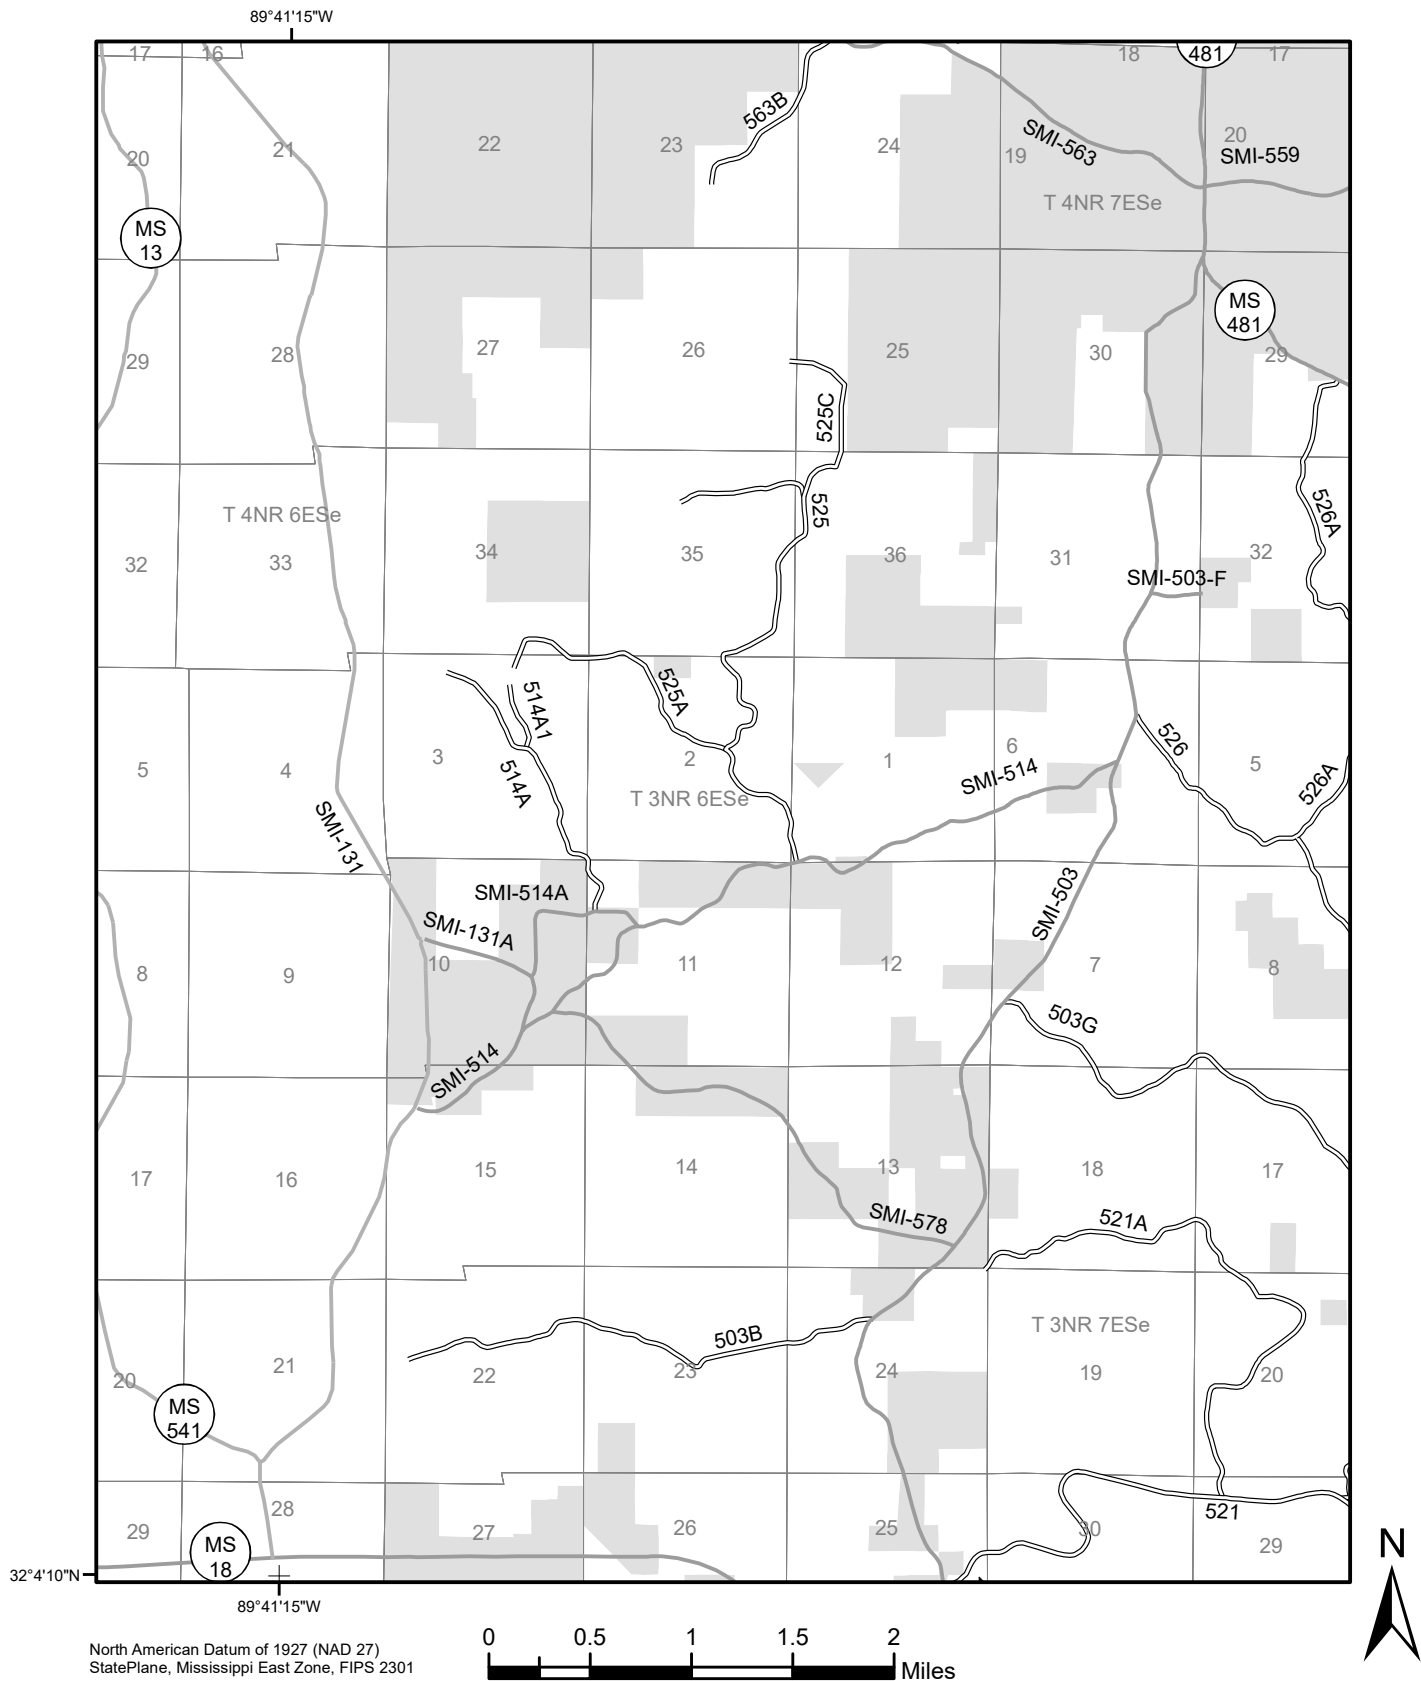 89°41'15"W
17
16
18
481
17
563B
20
21
22
23
24
SMI-563
19
20
SMI-559
T 4NR 7ESe
MS
13
MS
481
29
28
27
26
25
30
29
525C
525
526A
T 4NR 6ESe
32
33
34
35
36
31
32
SMI-503-F
525A
514A1
526
5
4
3
514A
2
1
6
SMI-514
5
526A
T 3NR 6ESe
SMI-131
SMI-514A
SMI-131A
SMI-503
8
9
10
11
12
7
8
503G
SMI-514
17
16
15
14
13
18
17
SMI-578
521A
T 3NR 7ESe
503B
20
21
22
23
24
19
20
MS
541
29
28
27
26
25
30
29
521
MS
18
32°4'10"N
89°41'15"W
N
North American Datum of 1927 (NAD 27)
StatePlane, Mississippi East Zone, FIPS 2301
0 0.5 1 1.5 2
Miles